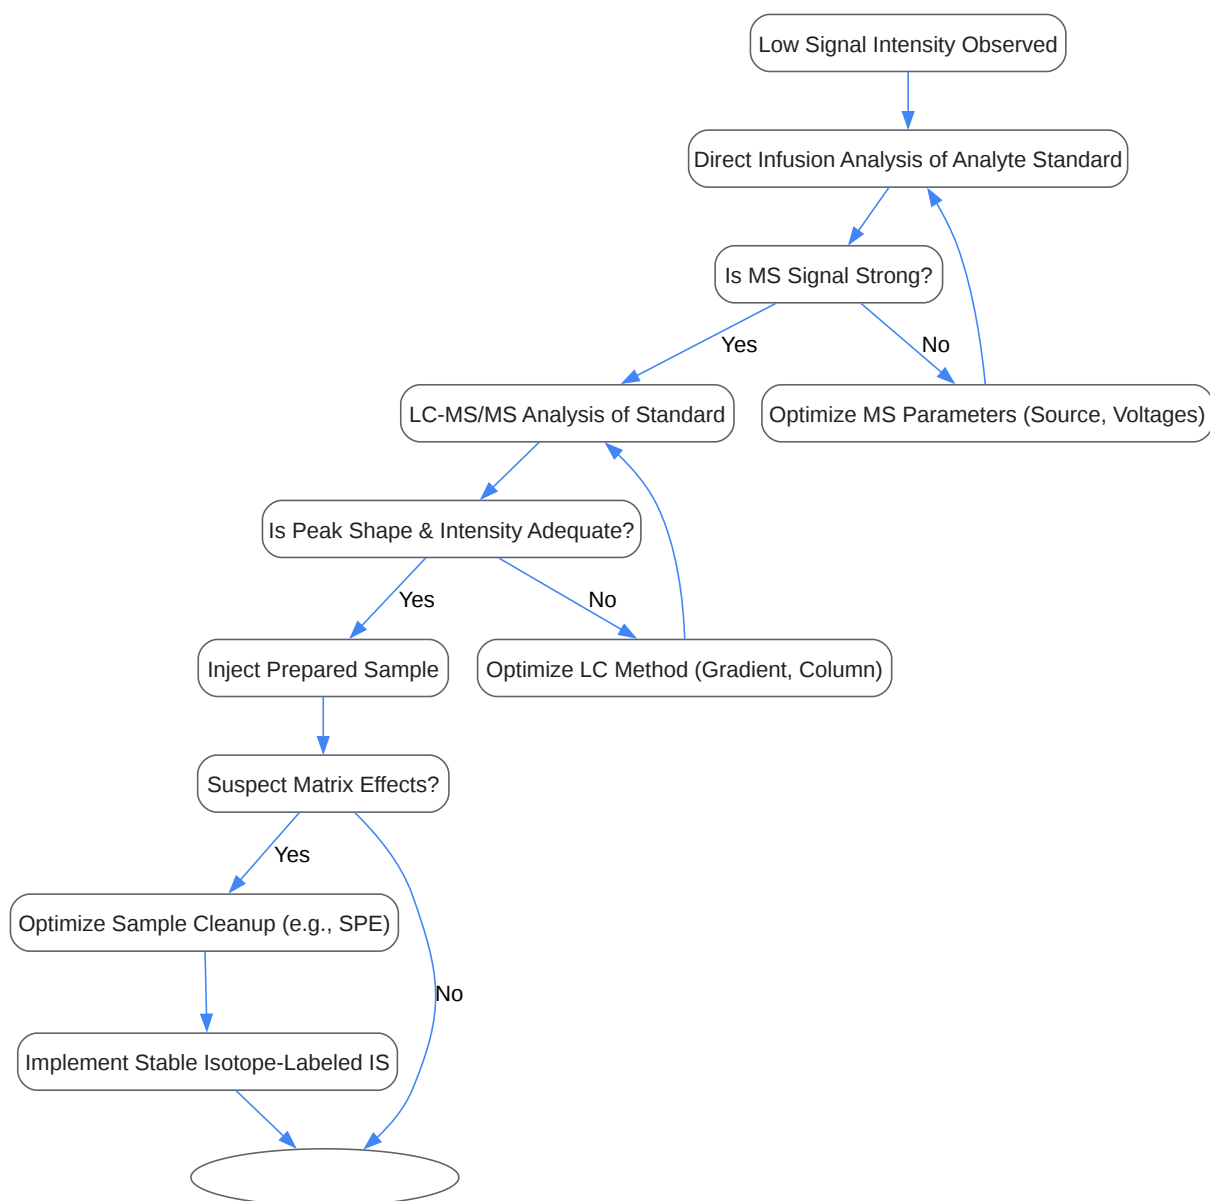 Low Signal Intensity Observed
Direct Infusion Analysis of Analyte Standard
Is MS Signal Strong?
Yes
No
LC-MS/MS Analysis of Standard
Optimize MS Parameters (Source, Voltages)
Is Peak Shape & Intensity Adequate?
Yes
No
Inject Prepared Sample
Optimize LC Method (Gradient, Column)
Suspect Matrix Effects?
Yes
Optimize Sample Cleanup (e.g., SPE)
No
Implement Stable Isotope-Labeled IS